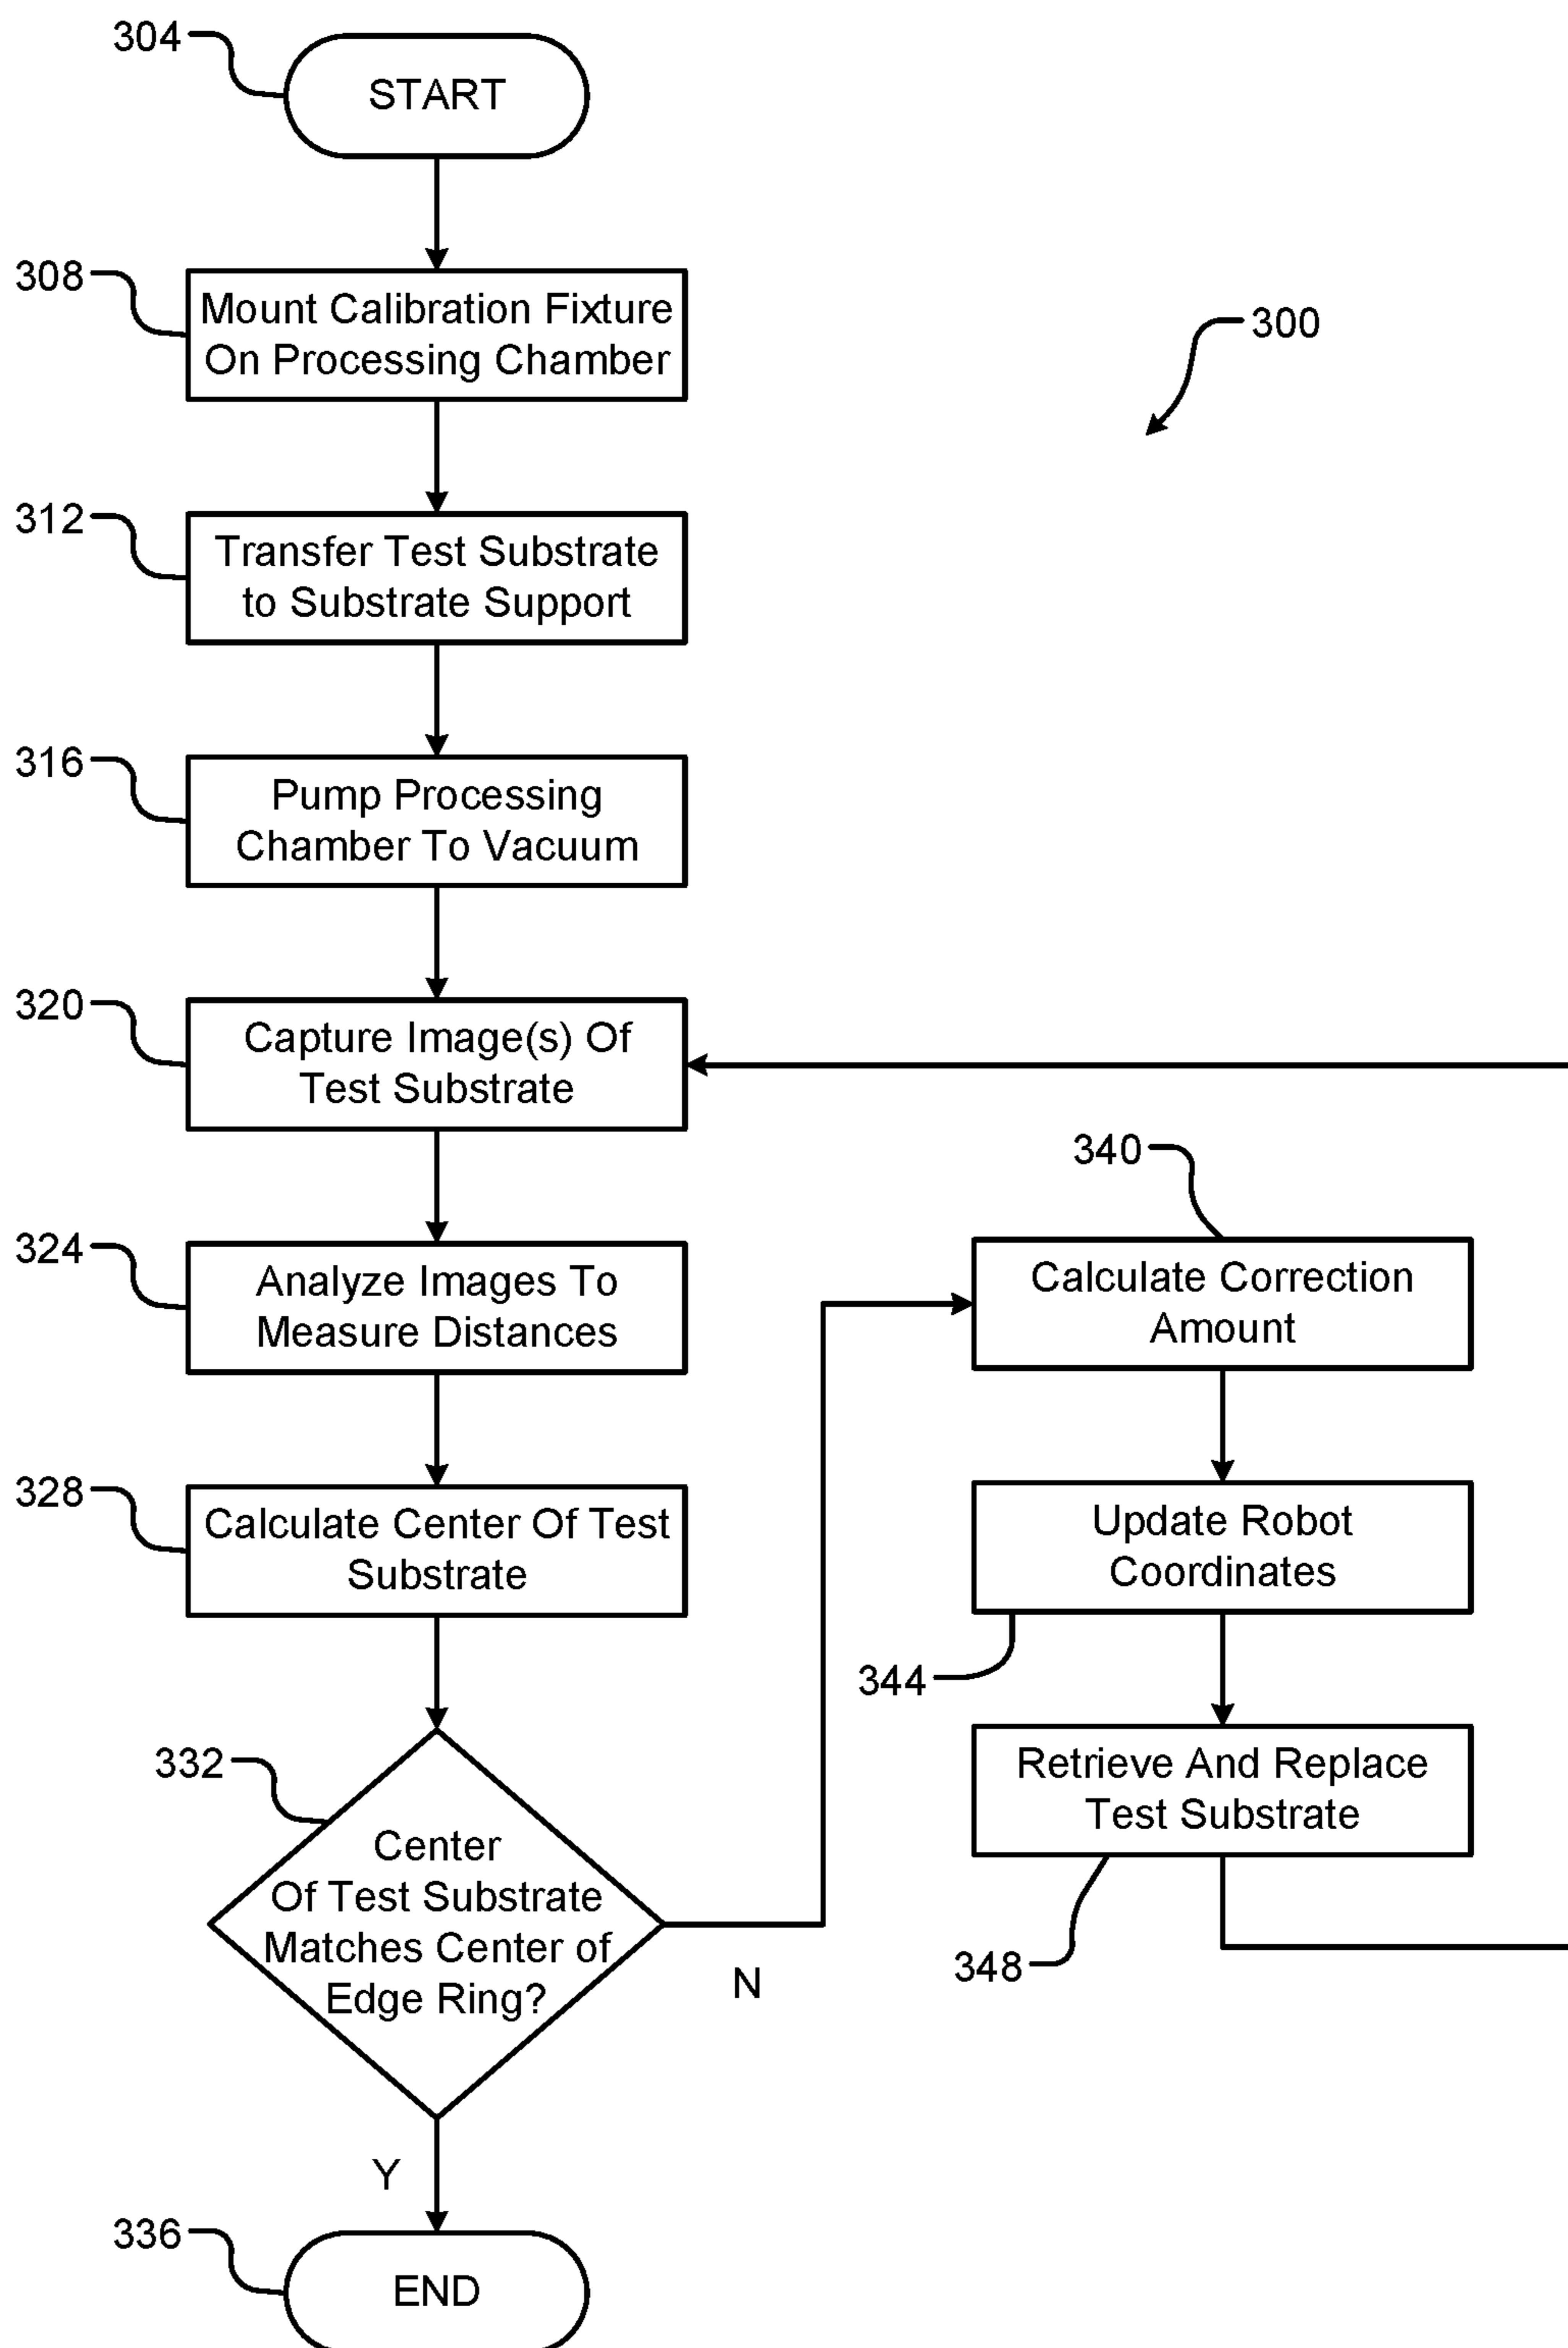 304
START
308
Mount Calibration Fixture
On Processing Chamber
300
312
Transfer Test Substrate
to Substrate Support
316
Pump Processing
Chamber To Vacuum
320
Capture Image(s) Of
Test Substrate
324
Analyze Images To
Measure Distances
328
Calculate Center Of Test
Substrate
332
Center
Of Test Substrate
Matches Center of
Edge Ring?
N
Y
336
END
340
Calculate Correction
Amount
Update Robot
Coordinates
344
Retrieve And Replace
Test Substrate
348